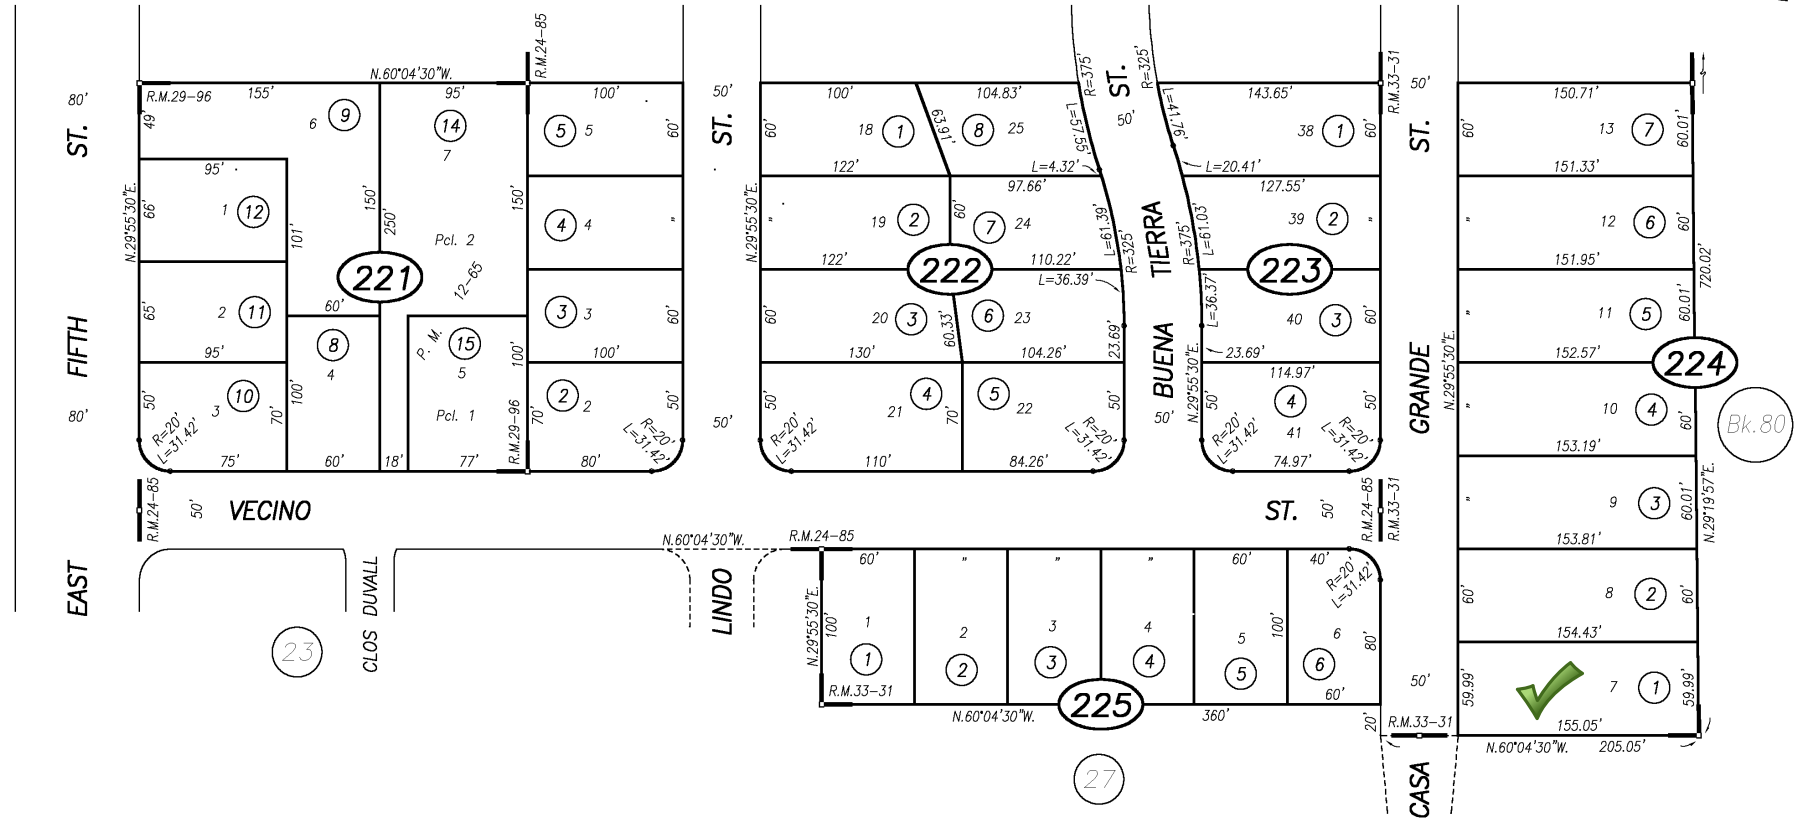 N.60°04'30"W.
R.M.24-85
R.M.33-31
R=375'
R=325'
ST.
80'
R.M.29-96
155'
95'
100'
50'
100'
104.83'
143.65'
50'
150.71'
ST.
49'
6
9
14
7
5
5
60'
ST.
60'
18
1
63.91'
8
25
L=57.55'
50'
L=41.76'
38
1
60'
ST.
60'
13
7
60.01'
95'
122'
L=4.32'
97.66'
L=20.41'
127.55'
151.33'
N.29°55'30"E.
66'
1
12
101'
150'
250'
150'
4
4
"
N.29°55'30"E.
"
19
2
60'
7
24
L=61.39'
R=325'
TIERRA
R=375'
L=61.03'
39
2
"
"
12
6
60'
Pcl. 2
12-65
221
122'
222
110.22'
L=36.39'
223
151.95'
720.02'
FIFTH
65'
2
11
60'
8
4
P. M.
15
5
100'
3
3
60'
60'
20
3
60.33'
6
23
23.69'
BUENA
L=36.37'
40
3
60'
GRANDE
N.29°55'30"E.
"
11
5
60.01'
95'
100'
130'
104.26'
23.69'
114.97'
152.57'
224
80'
50'
3
10
100'
70'
Pcl. 1
R.M.29-96
70'
2
2
50'
50'
50'
21
4
70'
5
22
50'
50'
N.29°55'30"E.
50'
4
41
50'
"
10
4
60'
Bk.80
R=20'
L=31.42'
R=20'
L=31.42'
R=20'
L=31.42'
R=20'
L=31.42'
R=20'
L=31.42'
R=20'
L=31.42'
153.19'
75'
60'
18'
77'
80'
110'
84.26'
74.97'
R.M.24-85
50'
VECINO
ST.
50'
R.M.24-85
R.M.33-31
"
9
3
60.01'
N.29°19'57"E.
N.60°04'30"W.
R.M.24-85
153.81'
60'
"
"
"
60'
40'
R=20'
L=31.42'
EAST
CLOS DUVALL
LINDO
N.29°55'30"E.
100'
1
1
2
2
3
3
4
4
5
5
100'
6
6
80'
60'
8
2
60'
154.43'
23
R.M.33-31
60'
50'
59.99'
7
1
59.99'
N.60°04'30"W.
225
360'
20'
R.M.33-31
155.05'
N.60°04'30"W.
205.05'
27
CASA